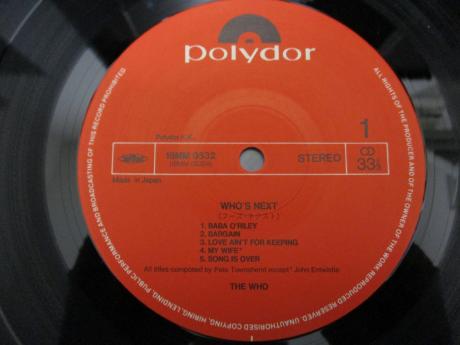 polydor
ALL RIGHTS OF THE PRODUCER AND OF THE OWNER OF THE WORK REPRODUCED RESERVED. UNAUTHORISED COPYING, HIRING, LENDING, PUBLIC PERFORMANCE AND BROADCASTING OF THIS RECORD PROHIBITED
Polydor K.K.
1
18MM 0532
STEREO
33⅓
Made in Japan
WHO'S NEXT
(フーズ・ネクスト)
1. BABA O'RILEY
2. BARGAIN
3. LOVE AIN'T FOR KEEPING
4. MY WIFE*
5. SONG IS OVER
All titles composed by Pete Townshend except* John Entwistle
THE WHO